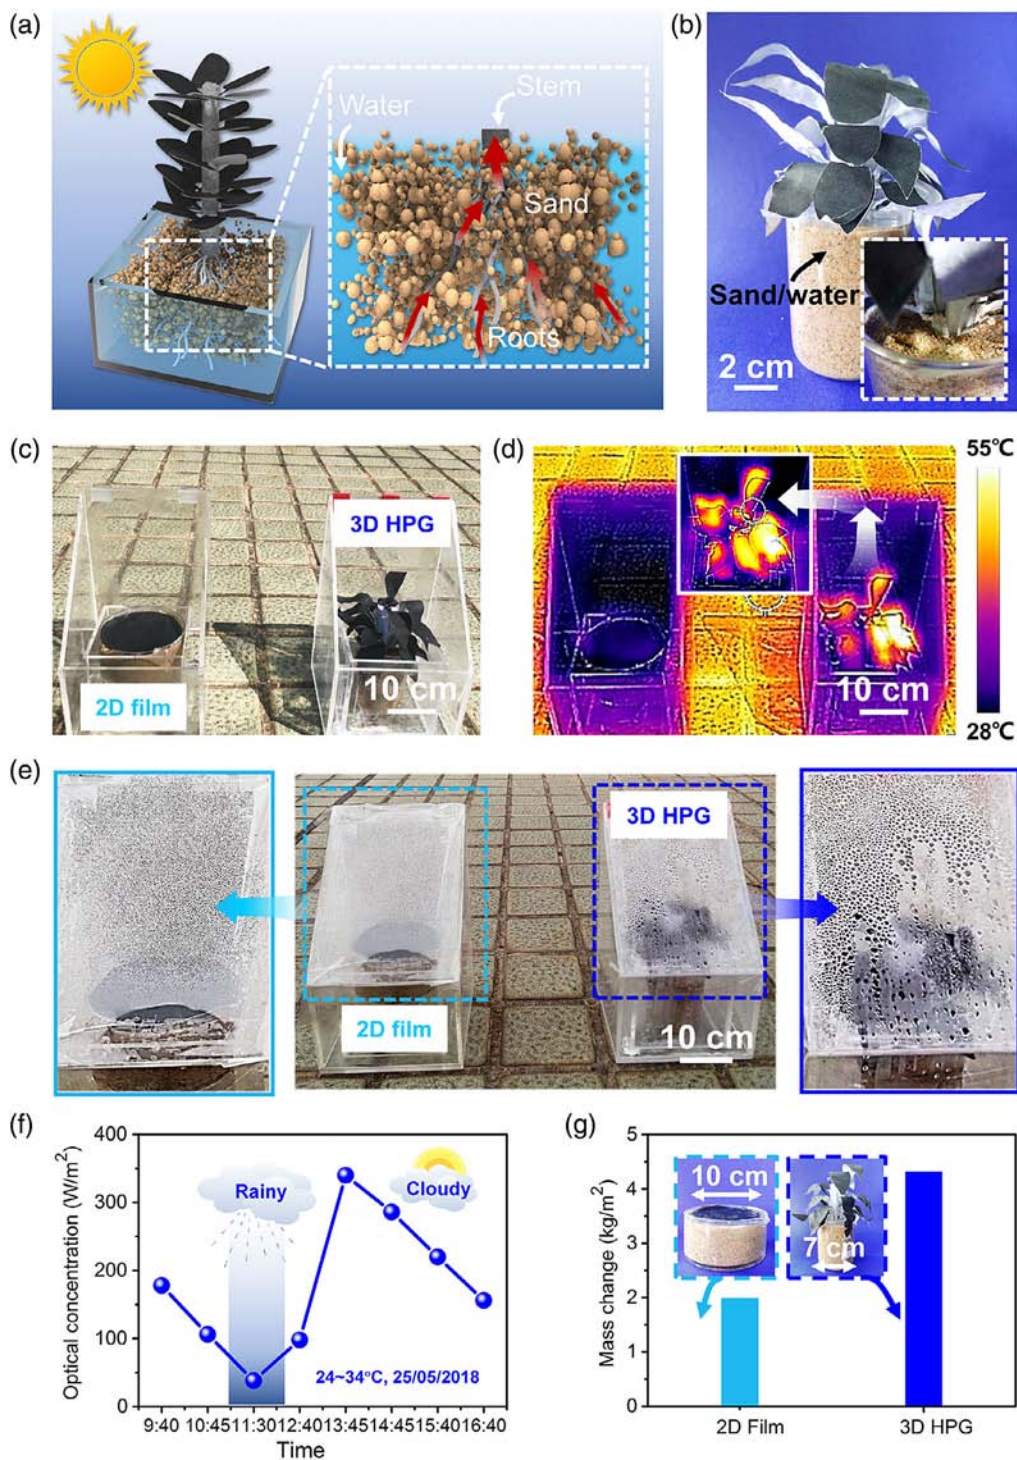 (a)
Water
Stem
Sand
Roots
(b)
Sand/water
2 cm
(c)
3D HPG
2D film
10 cm
(d)
55℃
10 cm
28℃
(e)
3D HPG
2D film
10 cm
(f)
Optical concentration (W/m²)
400
300
200
100
0
Rainy
Cloudy
24~34°C, 25/05/2018
9:40 10:45 11:30 12:40 13:45 14:45 15:40 16:40
Time
(g)
Mass change (kg/m²)
5
4
3
2
1
0
10 cm
7 cm
2D Film
3D HPG